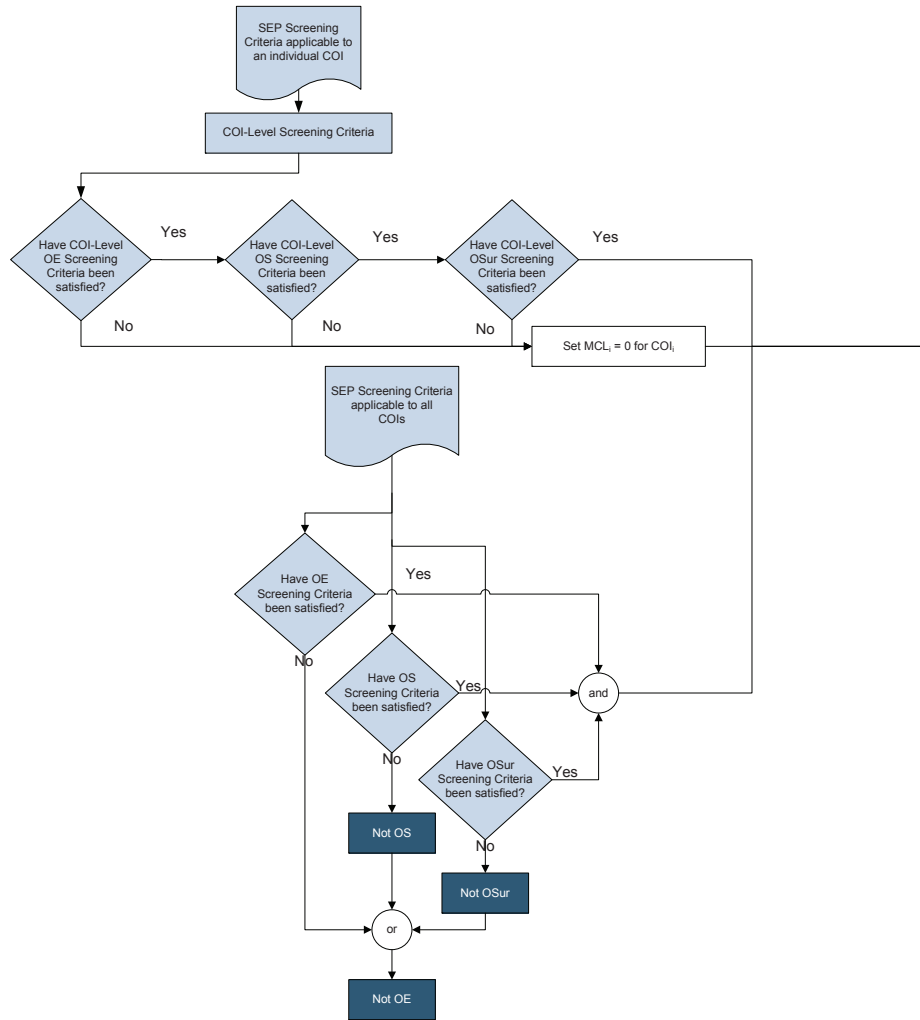 SEP Screening
Criteria applicable to
an individual COI
COI-Level Screening Criteria
Have COI-Level
OE Screening
Criteria been
satisfied?
Yes
Have COI-Level
OS Screening
Criteria been
satisfied?
Yes
Have COI-Level
OSur Screening
Criteria been
satisfied?
Yes
No
No
No
Set MCLi = 0 for COIi
SEP Screening Criteria
applicable to all
COIs
Have OE
Screening Criteria
been satisfied?
Yes
No
Have OS
Screening Criteria
been satisfied?
Yes
and
No
Have OSur
Screening Criteria
been satisfied?
Yes
Not OS
No
Not OSur
or
Not OE